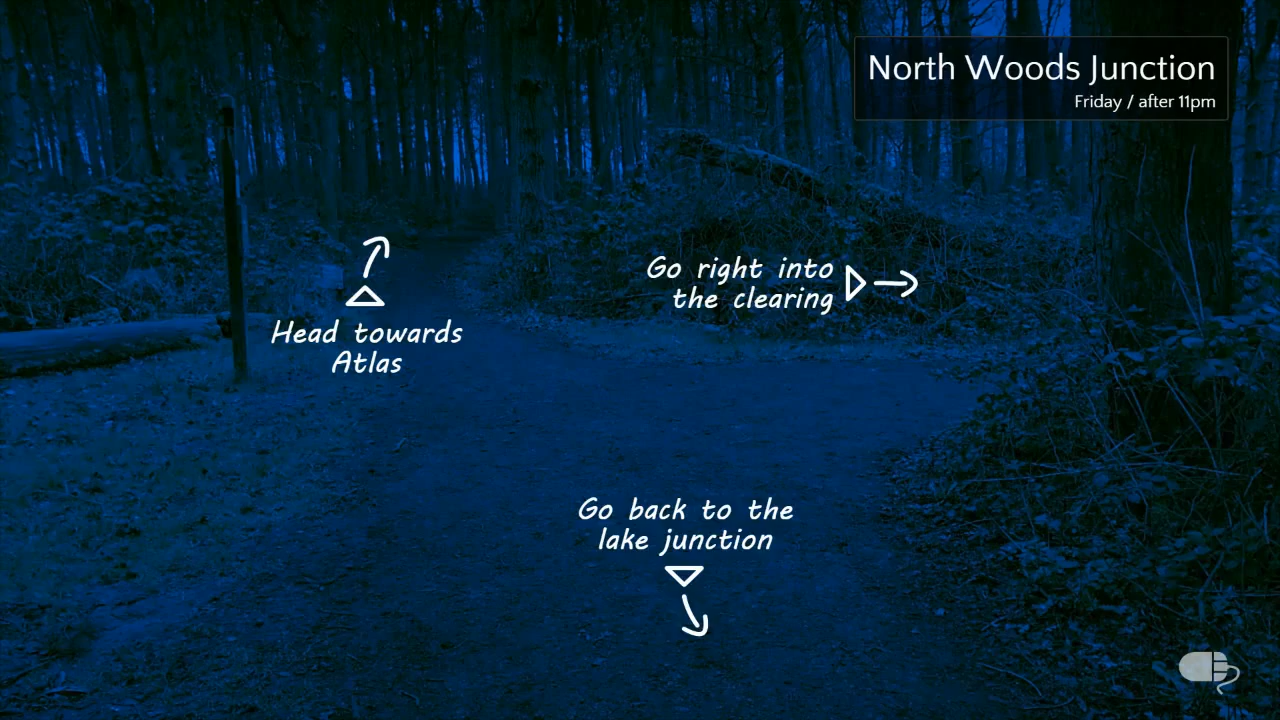 North Woods Junction
Friday / after 11pm
Go right into
the clearing
Head towards
Atlas
Go back to the
lake junction